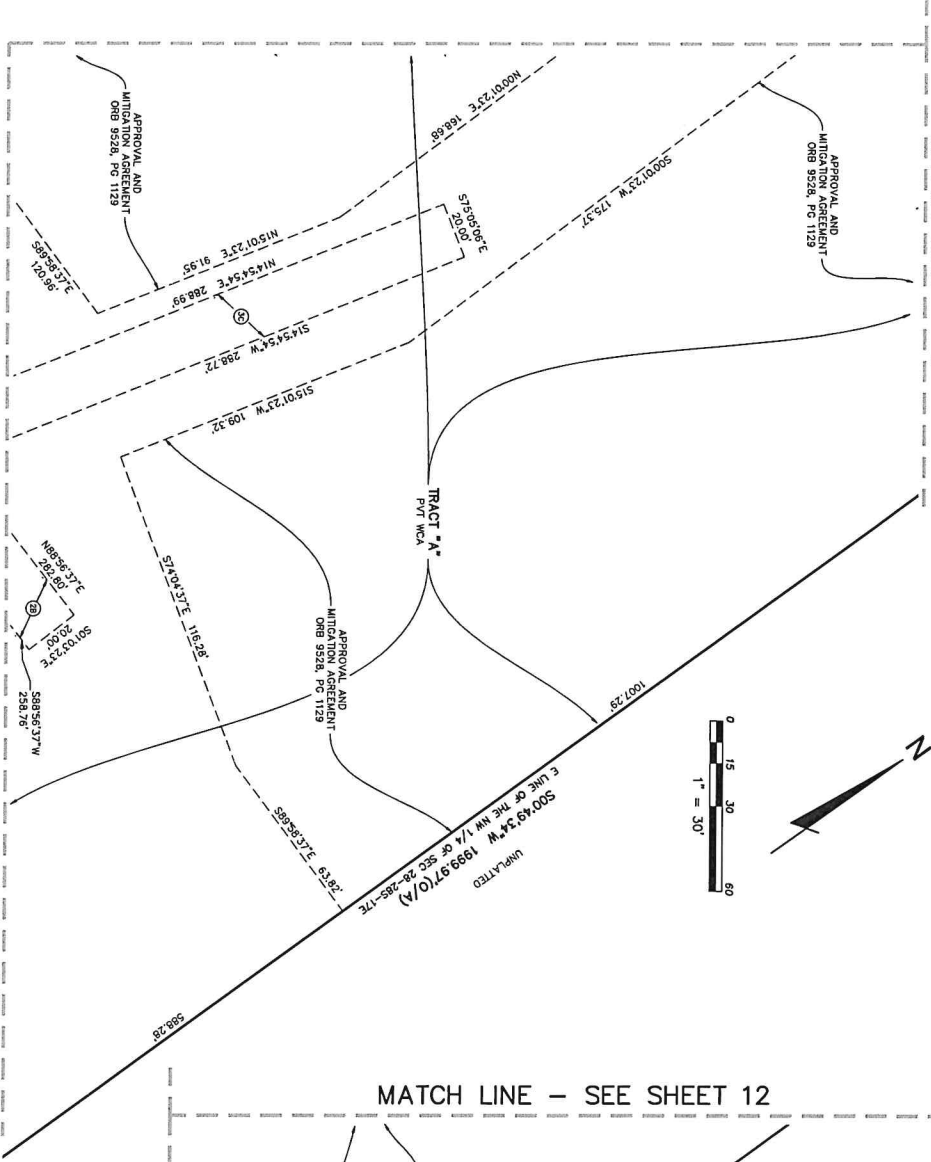 APPROVAL AND
MITIGATION AGREEMENT
ORB 9528, PG 1129
N00°01'23"E 168.68'
APPROVAL AND
MITIGATION AGREEMENT
ORB 9528, PG 1129
S00°01'23"W 175.37'
S75°05'06"E
20.00'
N15°01'23"E 91.95'
N14°54'54"E 288.99'
S89°58'37"E
120.96'
3C
S14°54'54"W 288.72'
S15°01'23"W 109.32'
TRACT "A"
PVT WCA
S74°04'37"E 116.28'
N88°56'37"E
282.80'
S01°03'23"E
20.00'
2B
S88°56'37"W
258.76'
APPROVAL AND
MITIGATION AGREEMENT
ORB 9528, PG 1129
1007.29'
S89°58'37"E 63.82'
E LINE OF THE NW 1/4 OF SEC 28-28S-17E
S00°49'34"W 1999.97'(O/A)
UNPLATTED
588.28'
0 15 30 60
1" = 30'
N
MATCH LINE – SEE SHEET 12